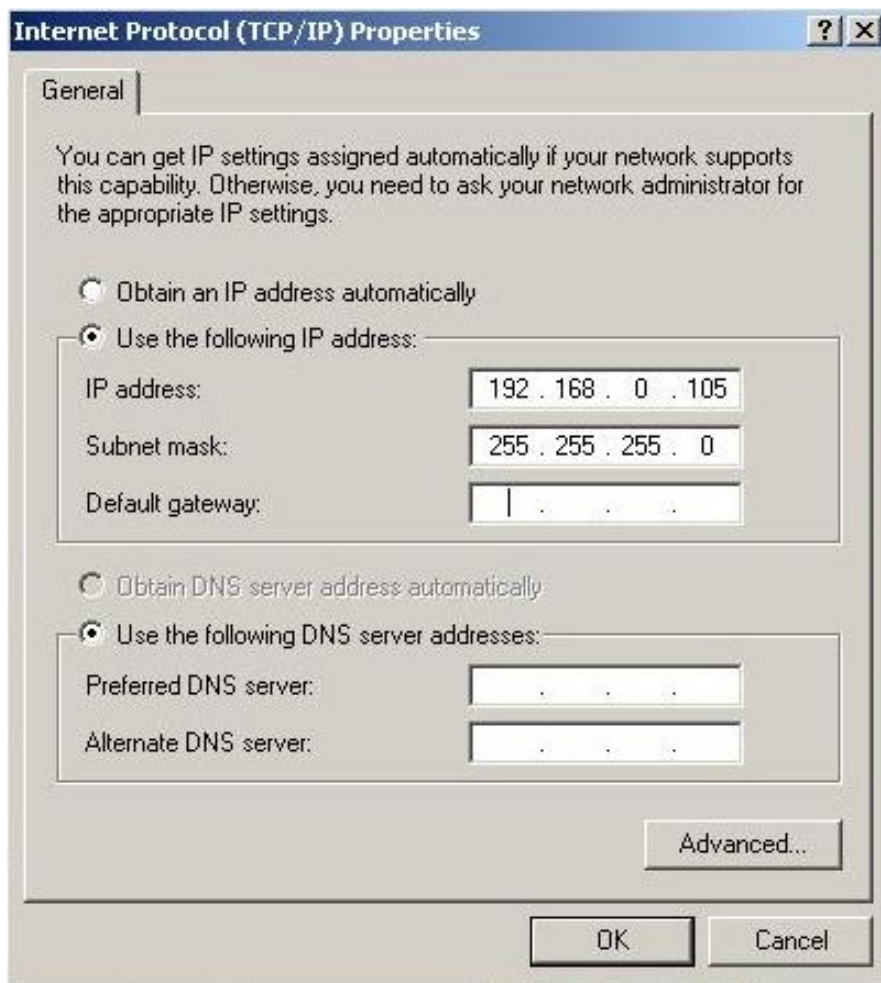 Internet Protocol (TCP/IP) Properties
General
You can get IP settings assigned automatically if your network supports
this capability. Otherwise, you need to ask your network administrator for
the appropriate IP settings.
Obtain an IP address automatically
Use the following IP address:
IP address: 192 . 168 . 0 . 105
Subnet mask: 255 . 255 . 255 . 0
Default gateway: . . .
Obtain DNS server address automatically
Use the following DNS server addresses:
Preferred DNS server: . . .
Alternate DNS server: . . .
Advanced...
OK Cancel